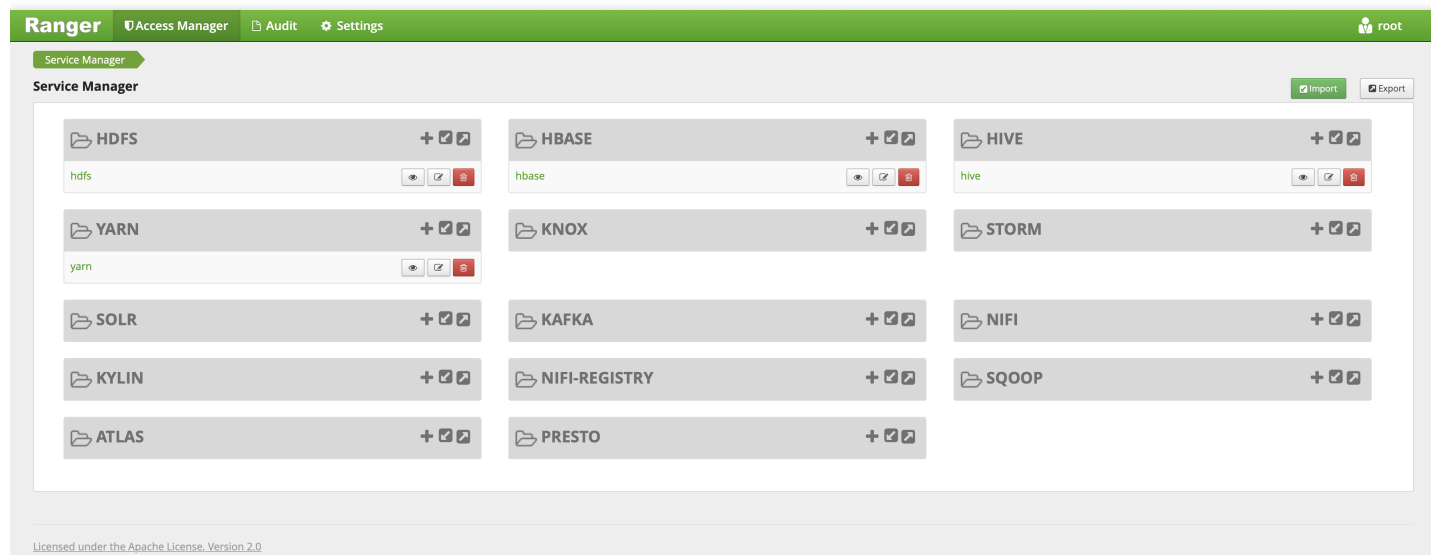 Ranger Access Manager Audit Settings root
Service Manager
Service Manager Import Export
HDFS HBASE HIVE
hdfs hbase hive
YARN KNOX STORM
yarn
SOLR KAFKA NIFI
KYLIN NIFI-REGISTRY SQOOP
ATLAS PRESTO
Licensed under the Apache License, Version 2.0